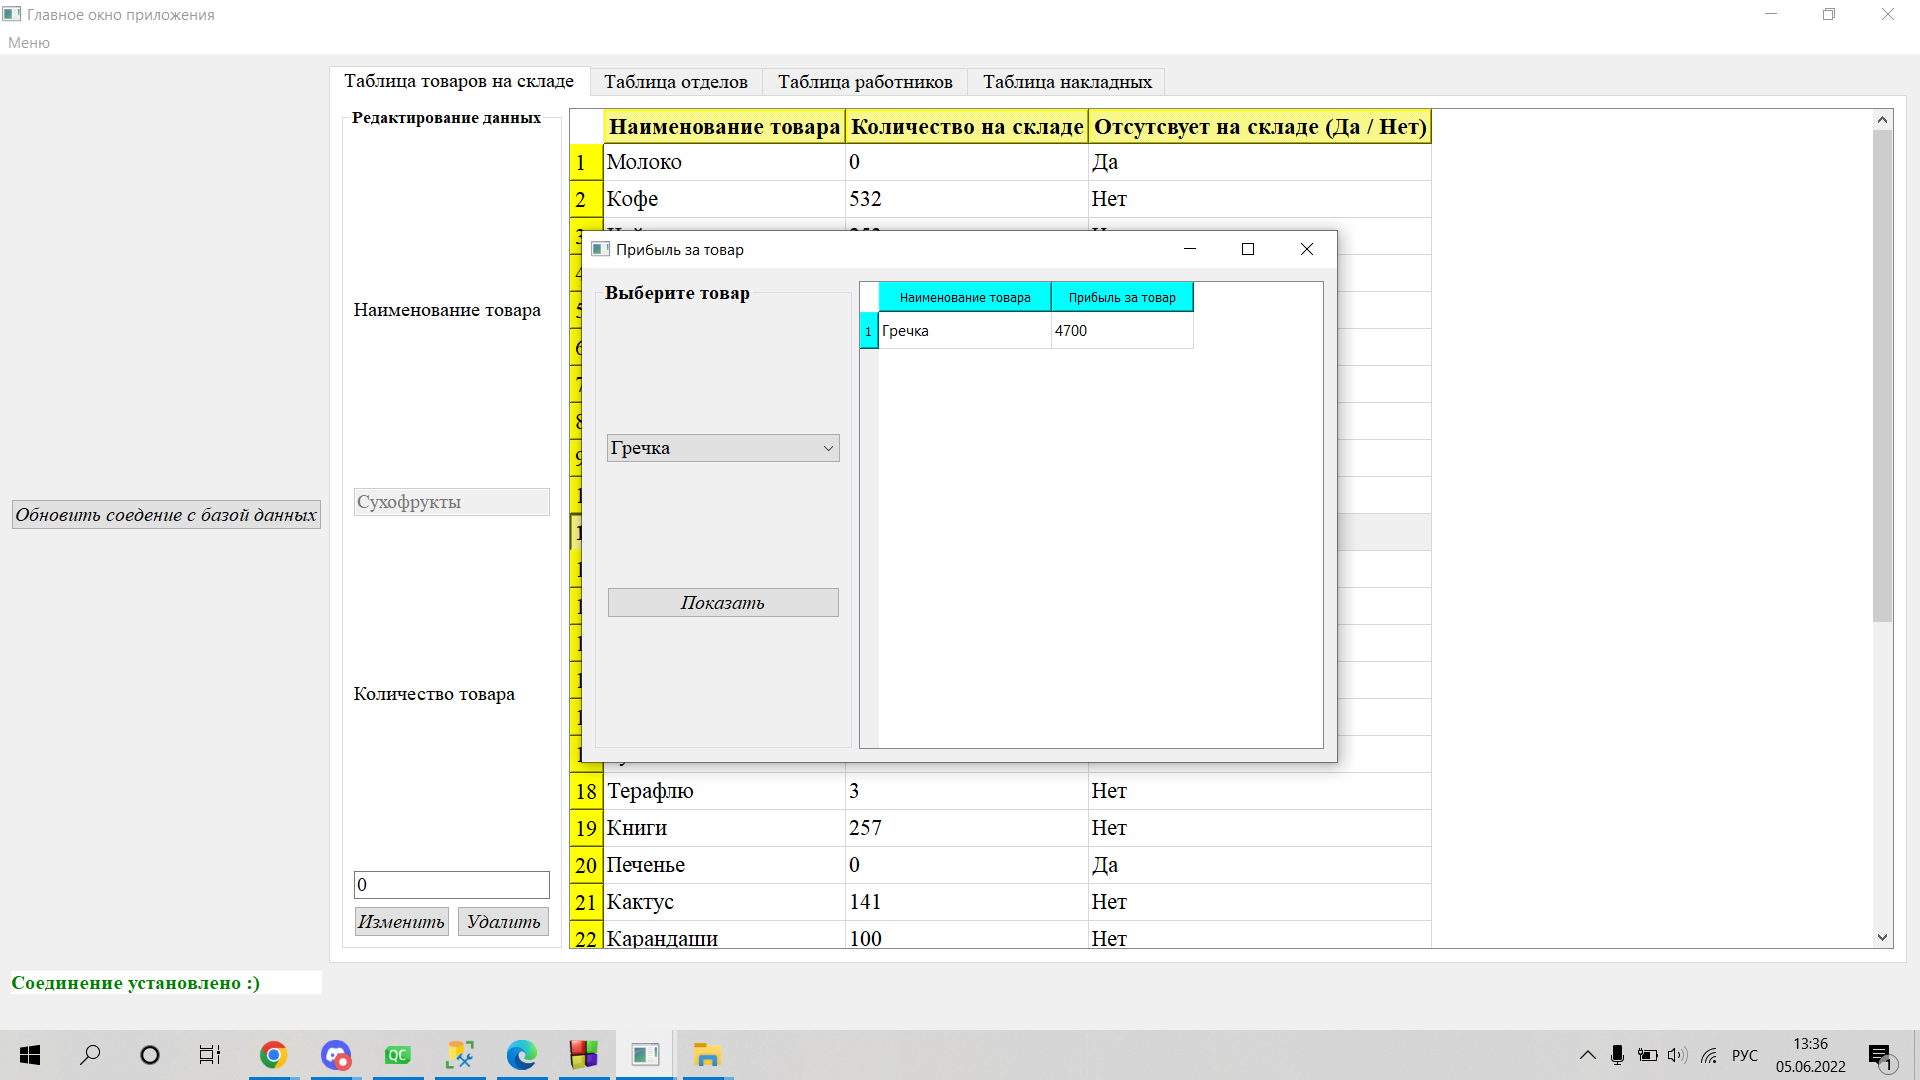 Главное окно приложения
Меню
Таблица товаров на складе Таблица отделов Таблица работников Таблица накладных
Редактирование данных
Наименование товара
Сухофрукты
Количество товара
0
Изменить Удалить
Обновить соедение с базой данных
Соединение установлено :)
Наименование товара Количество на складе Отсутсвует на складе (Да / Нет)
1 Молоко 0 Да
2 Кофе 532 Нет
18 Терафлю 3 Нет
19 Книги 257 Нет
20 Печенье 0 Да
21 Кактус 141 Нет
22 Карандаши 100 Нет
Прибыль за товар
Выберите товар
Гречка
Показать
Наименование товара Прибыль за товар
1 Гречка 4700
QC
РУС
13:36
05.06.2022
1